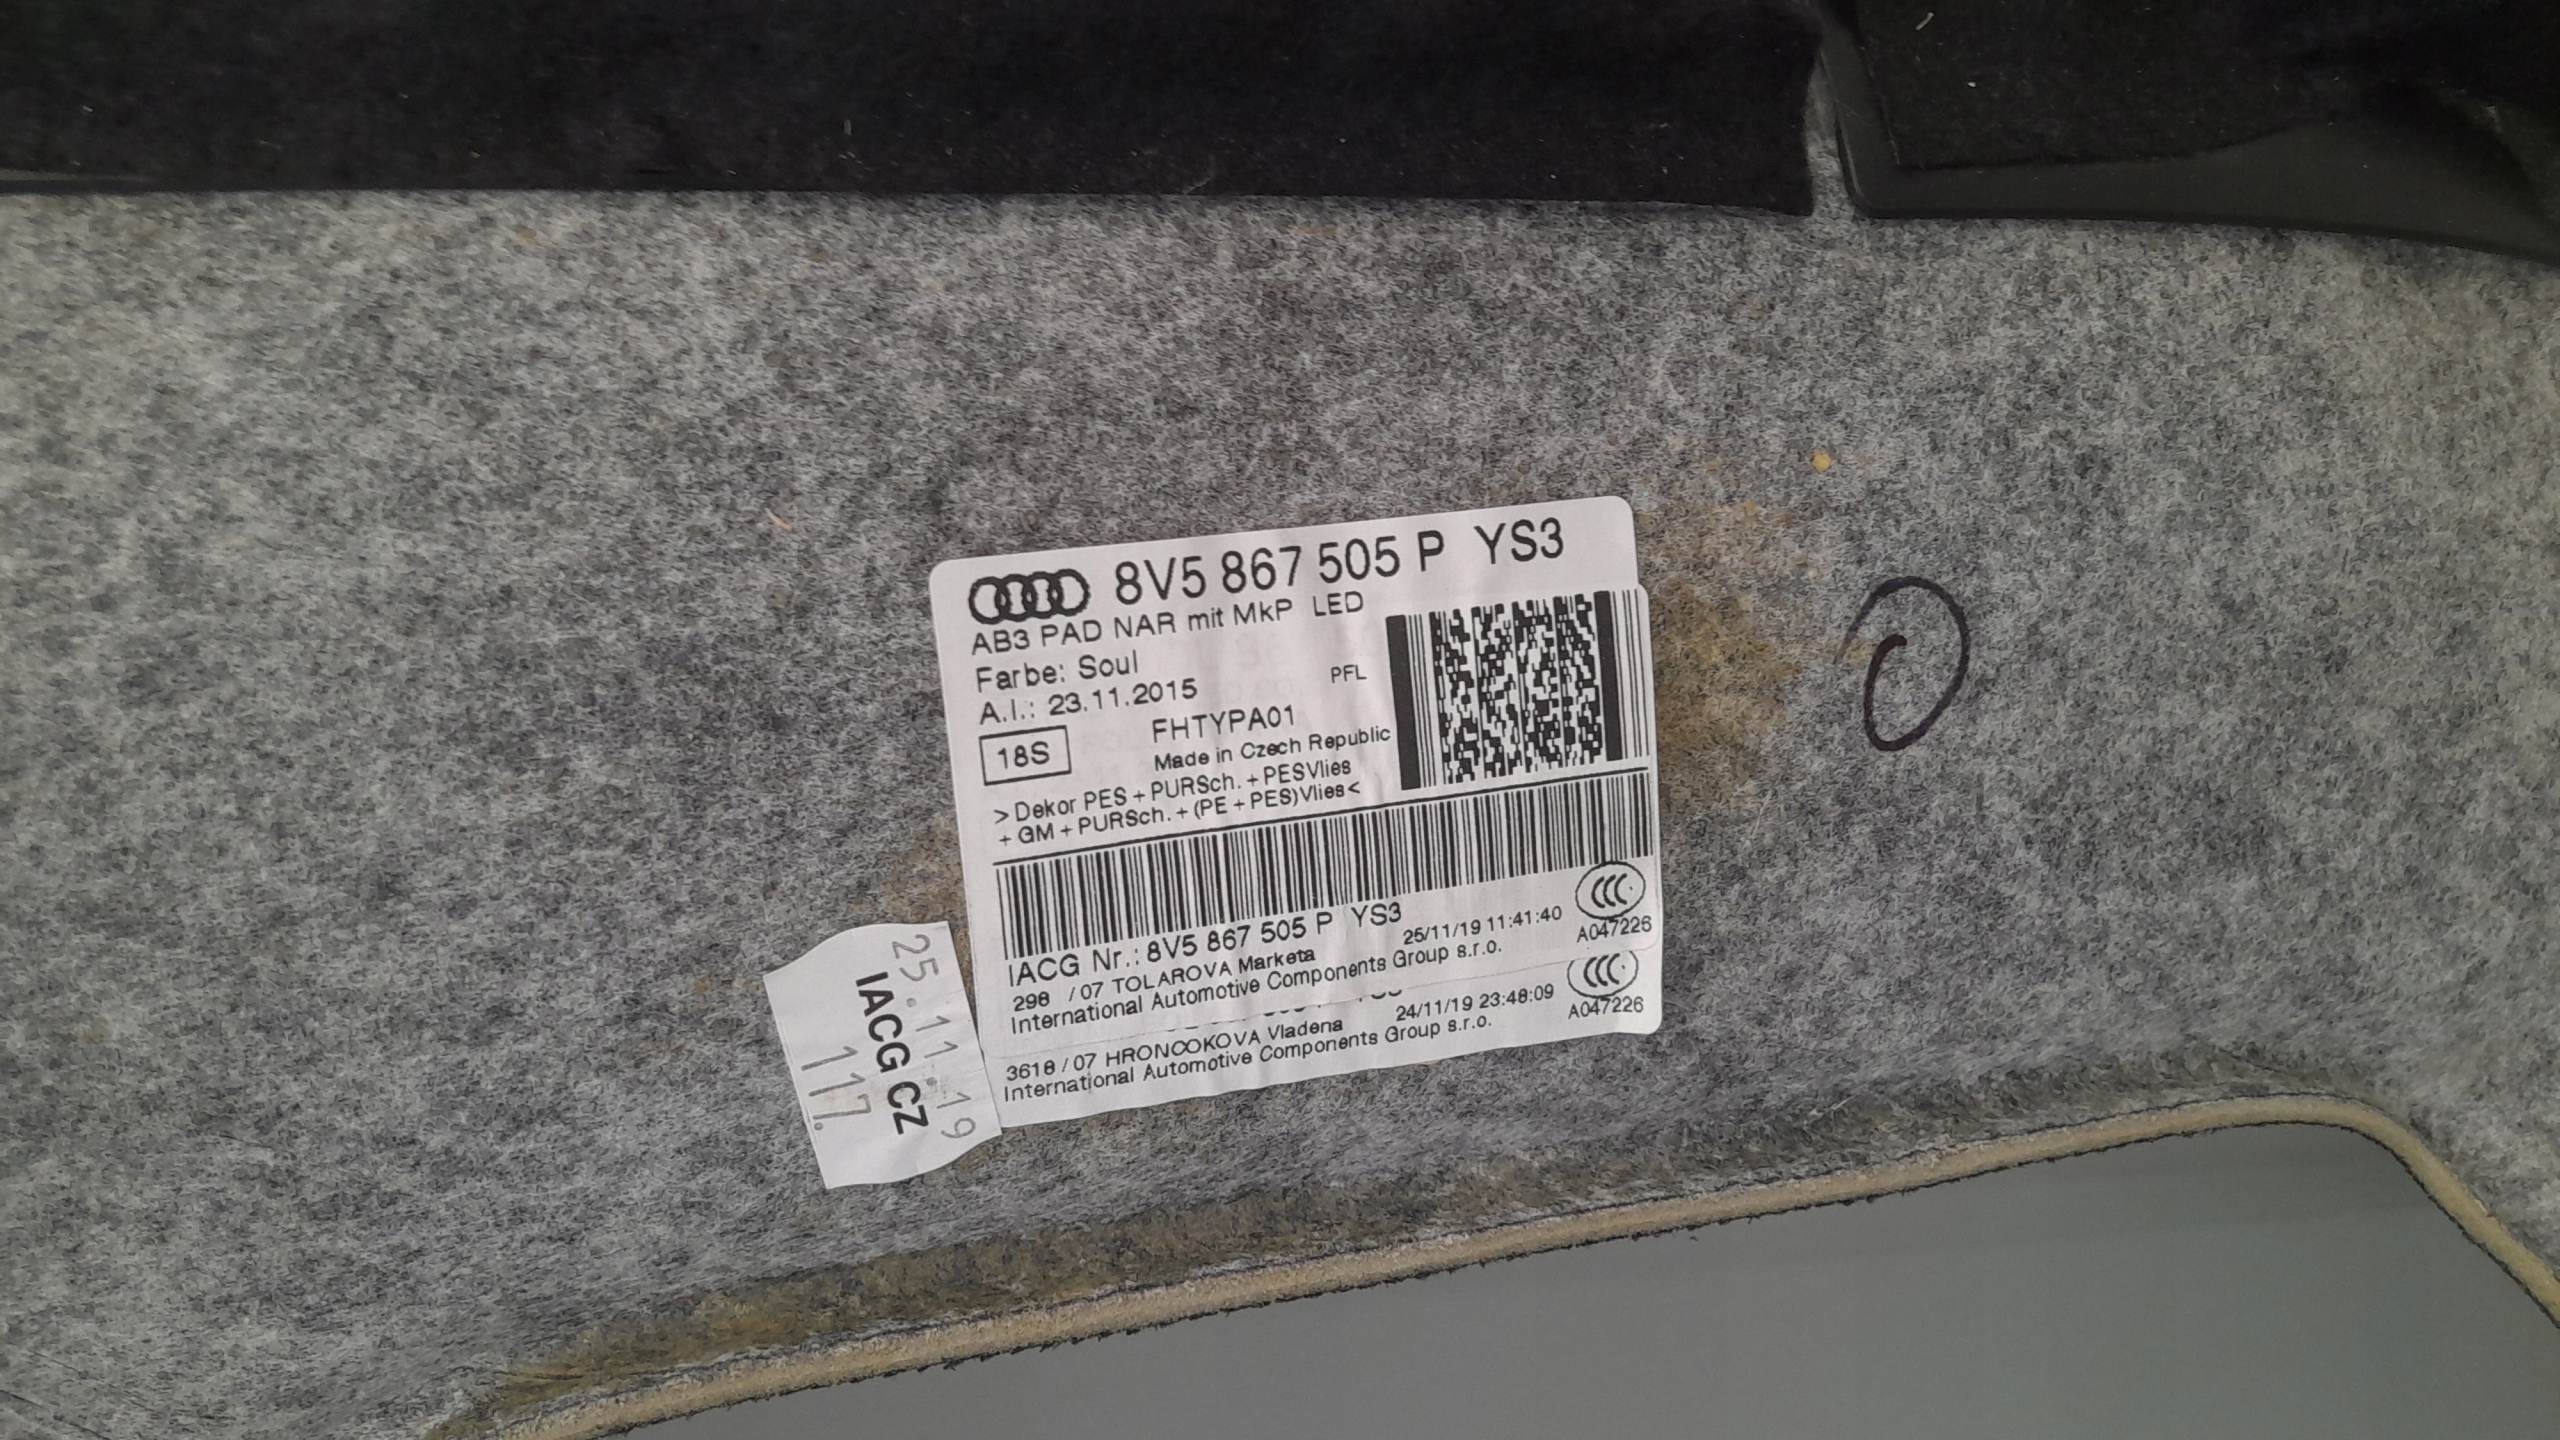 8V5 867 505 P YS3
AB3 PAD NAR mit MkP LED
Farbe: Soul
PFL
A.I.: 23.11.2015
18S
FHTYPA01
Made in Czech Republic
>Dekor PES+PURSch.+PESVlies
+GM+PURSch.+(PE+PES)Vlies<
IACG Nr.: 8V5 867 505 P YS3
298 /07 TOLAROVA Marketa
25/11/19 11:41:40
CCC
A047226
International Automotive Components Group s.r.o.
3618/07 HRONCOKOVA Vladena
24/11/19 23:48:09
CCC
A047226
International Automotive Components Group s.r.o.
25.11.19
IACG CZ
117.